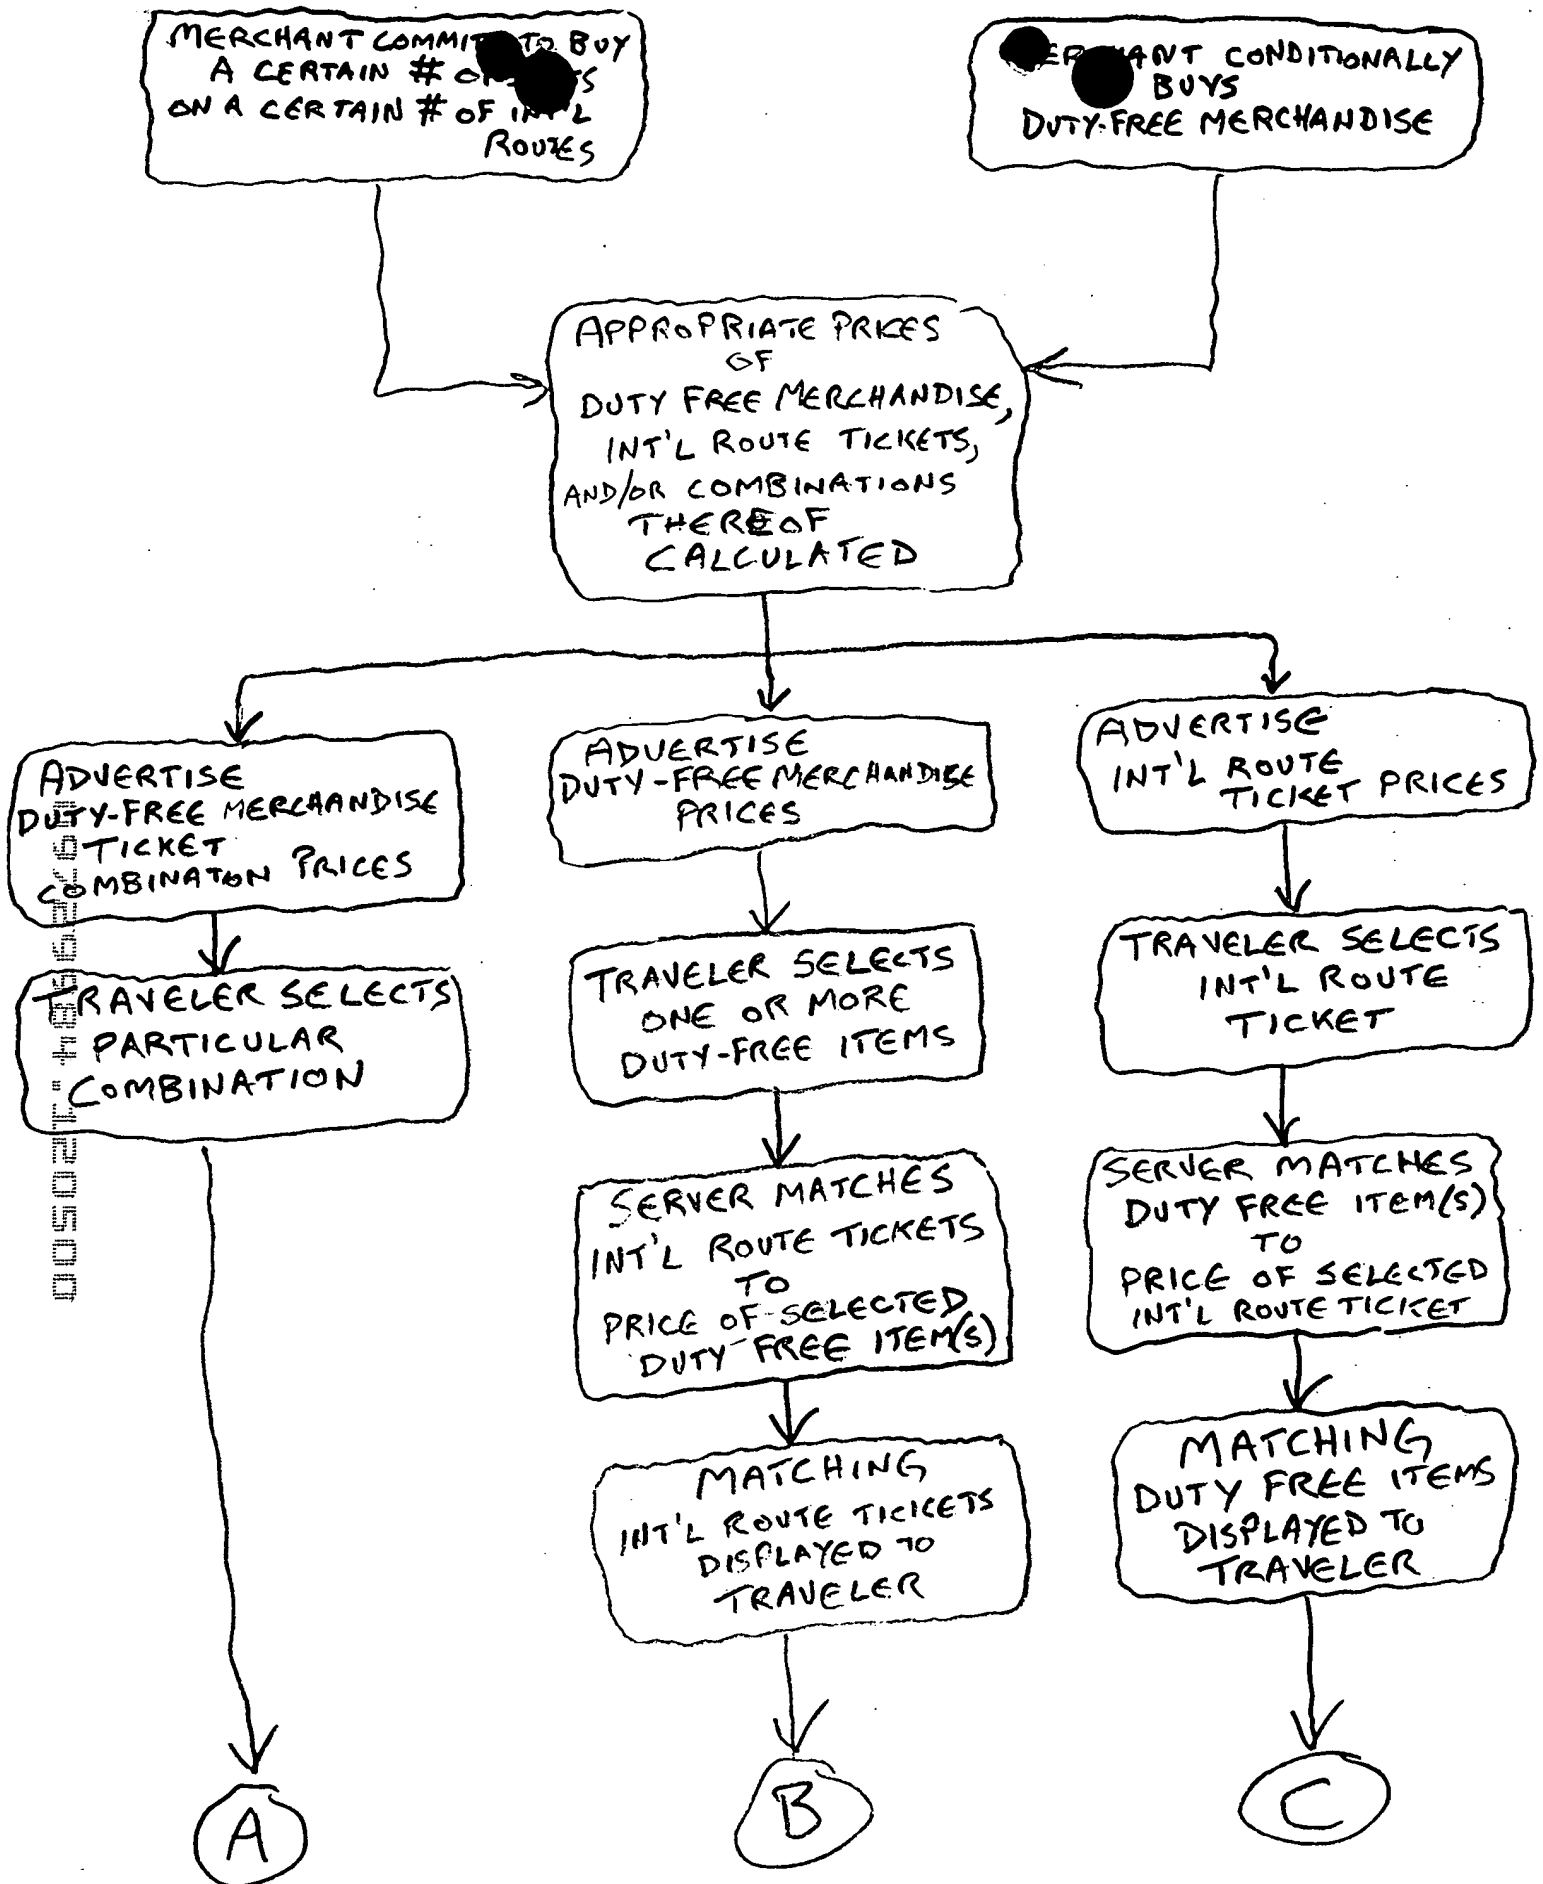 MERCHANT TO BUY
A CERTAIN #
ON A CERTAIN # OF INT'L
ROUTES
CONDITIONALLY
BUYS
DUTY-FREE MERCHANDISE
APPROPRIATE PRICES
OF
DUTY FREE MERCHANDISE,
INT'L ROUTE TICKETS,
AND/OR COMBINATIONS
THEREOF
CALCULATED
ADVERTISE
DUTY-FREE MERCHANDISE
TICKET
COMBINATON PRICES
ADVERTISE
DUTY-FREE MERCHANDISE
PRICES
ADVERTISE
INT'L ROUTE
TICKET PRICES
TRAVELER SELECTS
PARTICULAR
COMBINATION
TRAVELER SELECTS
ONE OR MORE
DUTY-FREE ITEMS
TRAVELER SELECTS
INT'L ROUTE
TICKET
SERVER MATCHES
INT'L ROUTE TICKETS
TO
PRICE OF SELECTED
DUTY FREE ITEM(S)
SERVER MATCHES
DUTY FREE ITEM(S)
TO
PRICE OF SELECTED
INT'L ROUTE TICKET
MATCHING
INT'L ROUTE TICKETS
DISPLAYED TO
TRAVELER
MATCHING
DUTY FREE ITEMS
DISPLAYED TO
TRAVELER
A
B
C